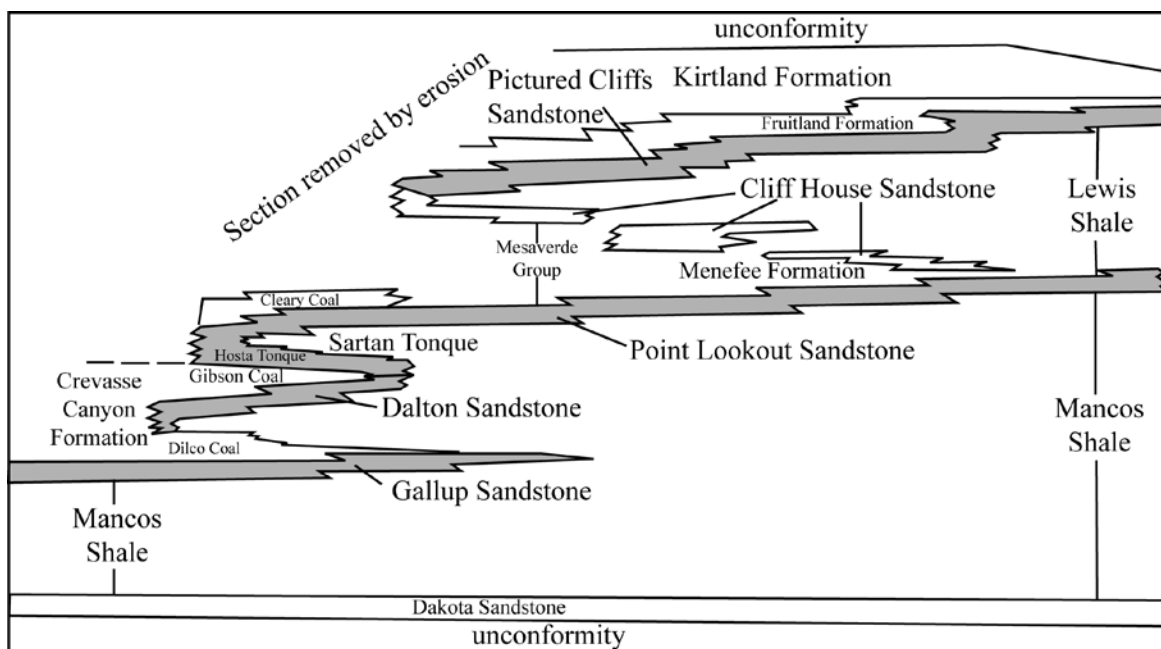 unconformity
Kirtland Formation
Pictured Cliffs
Sandstone
Section removed by erosion
Fruitland Formation
Cliff House Sandstone
Lewis
Shale
Mesaverde
Group
Menefee Formation
Cleary Coal
Sartan Tonque
Point Lookout Sandstone
Hosta Tonque
Gibson Coal
Crevasse
Canyon
Formation
Dalton Sandstone
Mancos
Shale
Dilco Coal
Gallup Sandstone
Mancos
Shale
Dakota Sandstone
unconformity